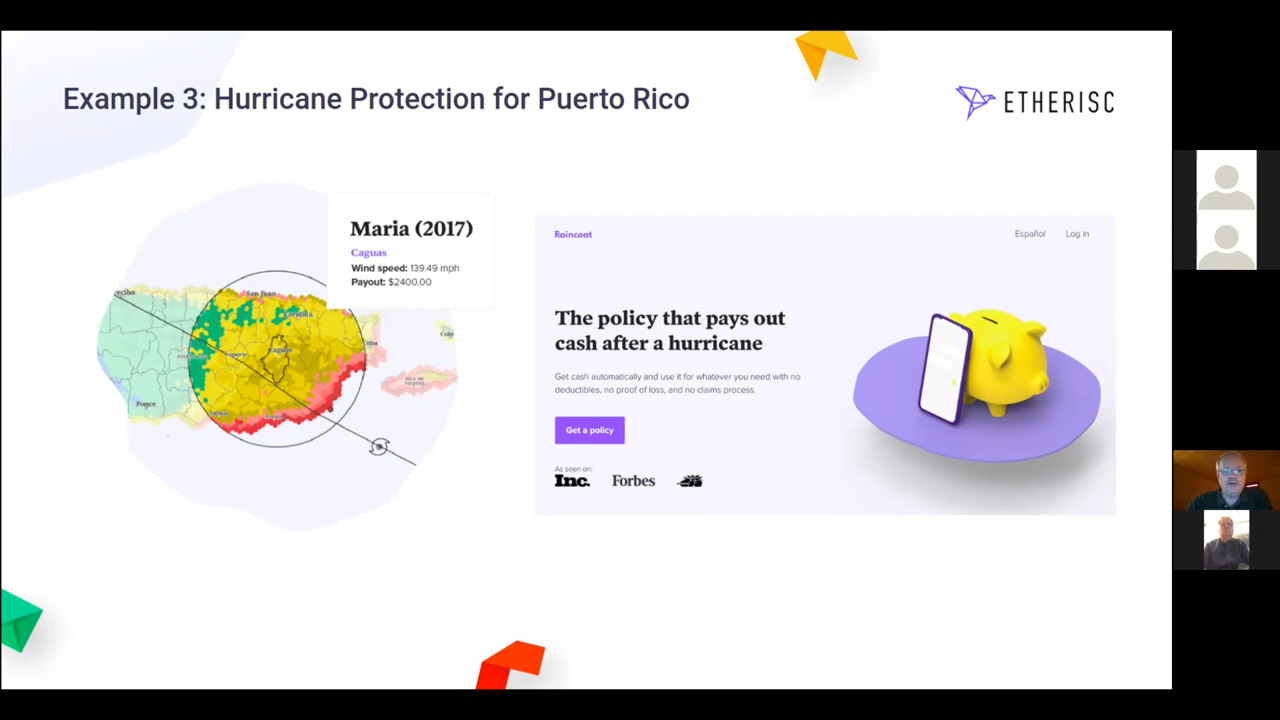 Example 3: Hurricane Protection for Puerto Rico
ETHERISC
Maria (2017)
Caguas
Wind speed: 139.49 mph
Payout: $2400.00
San Juan
Carolina
Caguas
Ponce
Raincoat
Español
Log in
The policy that pays out
cash after a hurricane
Get cash automatically and use it for whatever you need with no
deductibles, no proof of loss, and no claims process.
Get a policy
As seen on:
Inc.
Forbes